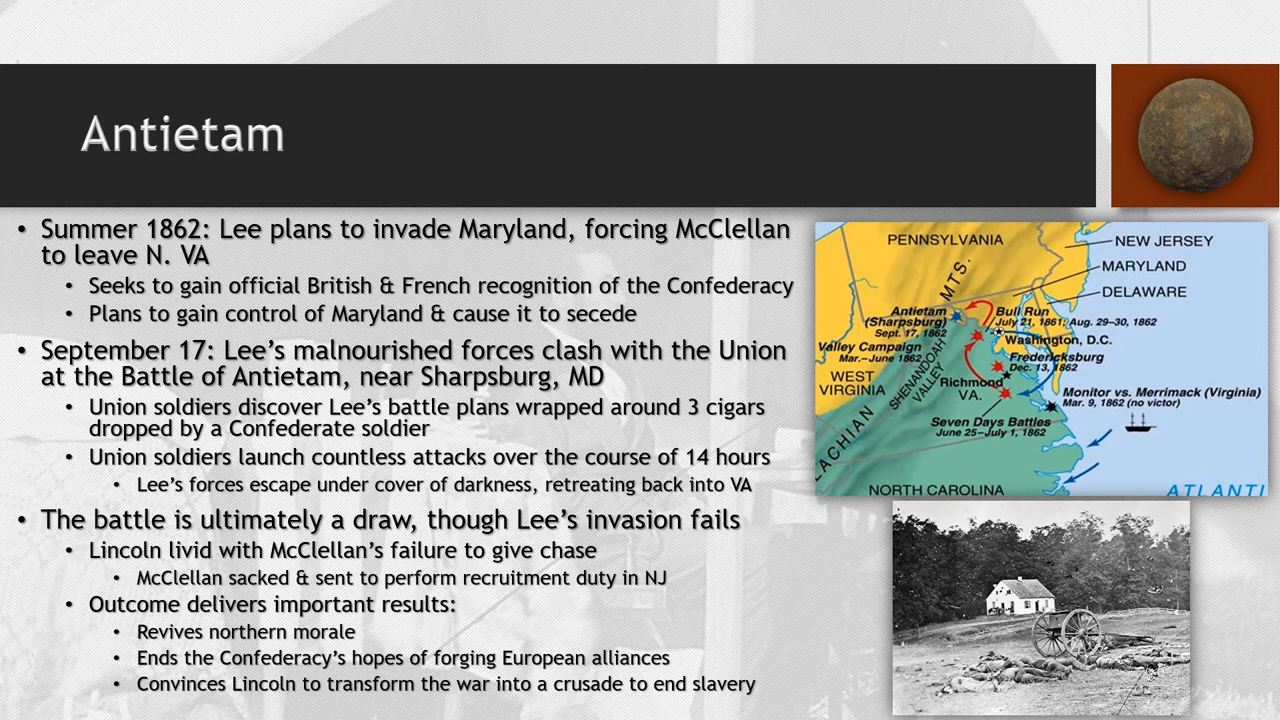 Antietam
• Summer 1862: Lee plans to invade Maryland, forcing McClellan
to leave N. VA
• Seeks to gain official British & French recognition of the Confederacy
• Plans to gain control of Maryland & cause it to secede
• September 17: Lee’s malnourished forces clash with the Union
at the Battle of Antietam, near Sharpsburg, MD
• Union soldiers discover Lee’s battle plans wrapped around 3 cigars
dropped by a Confederate soldier
• Union soldiers launch countless attacks over the course of 14 hours
• Lee’s forces escape under cover of darkness, retreating back into VA
• The battle is ultimately a draw, though Lee’s invasion fails
• Lincoln livid with McClellan’s failure to give chase
• McClellan sacked & sent to perform recruitment duty in NJ
• Outcome delivers important results:
• Revives northern morale
• Ends the Confederacy’s hopes of forging European alliances
• Convinces Lincoln to transform the war into a crusade to end slavery
PENNSYLVANIA
NEW JERSEY
MARYLAND
DELAWARE
MTS.
Antietam
(Sharpsburg)
Sept. 17, 1862
Bull Run
July 21, 1861; Aug. 29–30, 1862
Washington, D.C.
Valley Campaign
Mar.–June 1862
Fredericksburg
Dec. 13, 1862
WEST
VIRGINIA
SHENANDOAH
VALLEY
Richmond
VA.
Monitor vs. Merrimack (Virginia)
Mar. 9, 1862 (no victor)
Seven Days Battles
June 25–July 1, 1862
LACHIAN
NORTH CAROLINA
ATLANTI